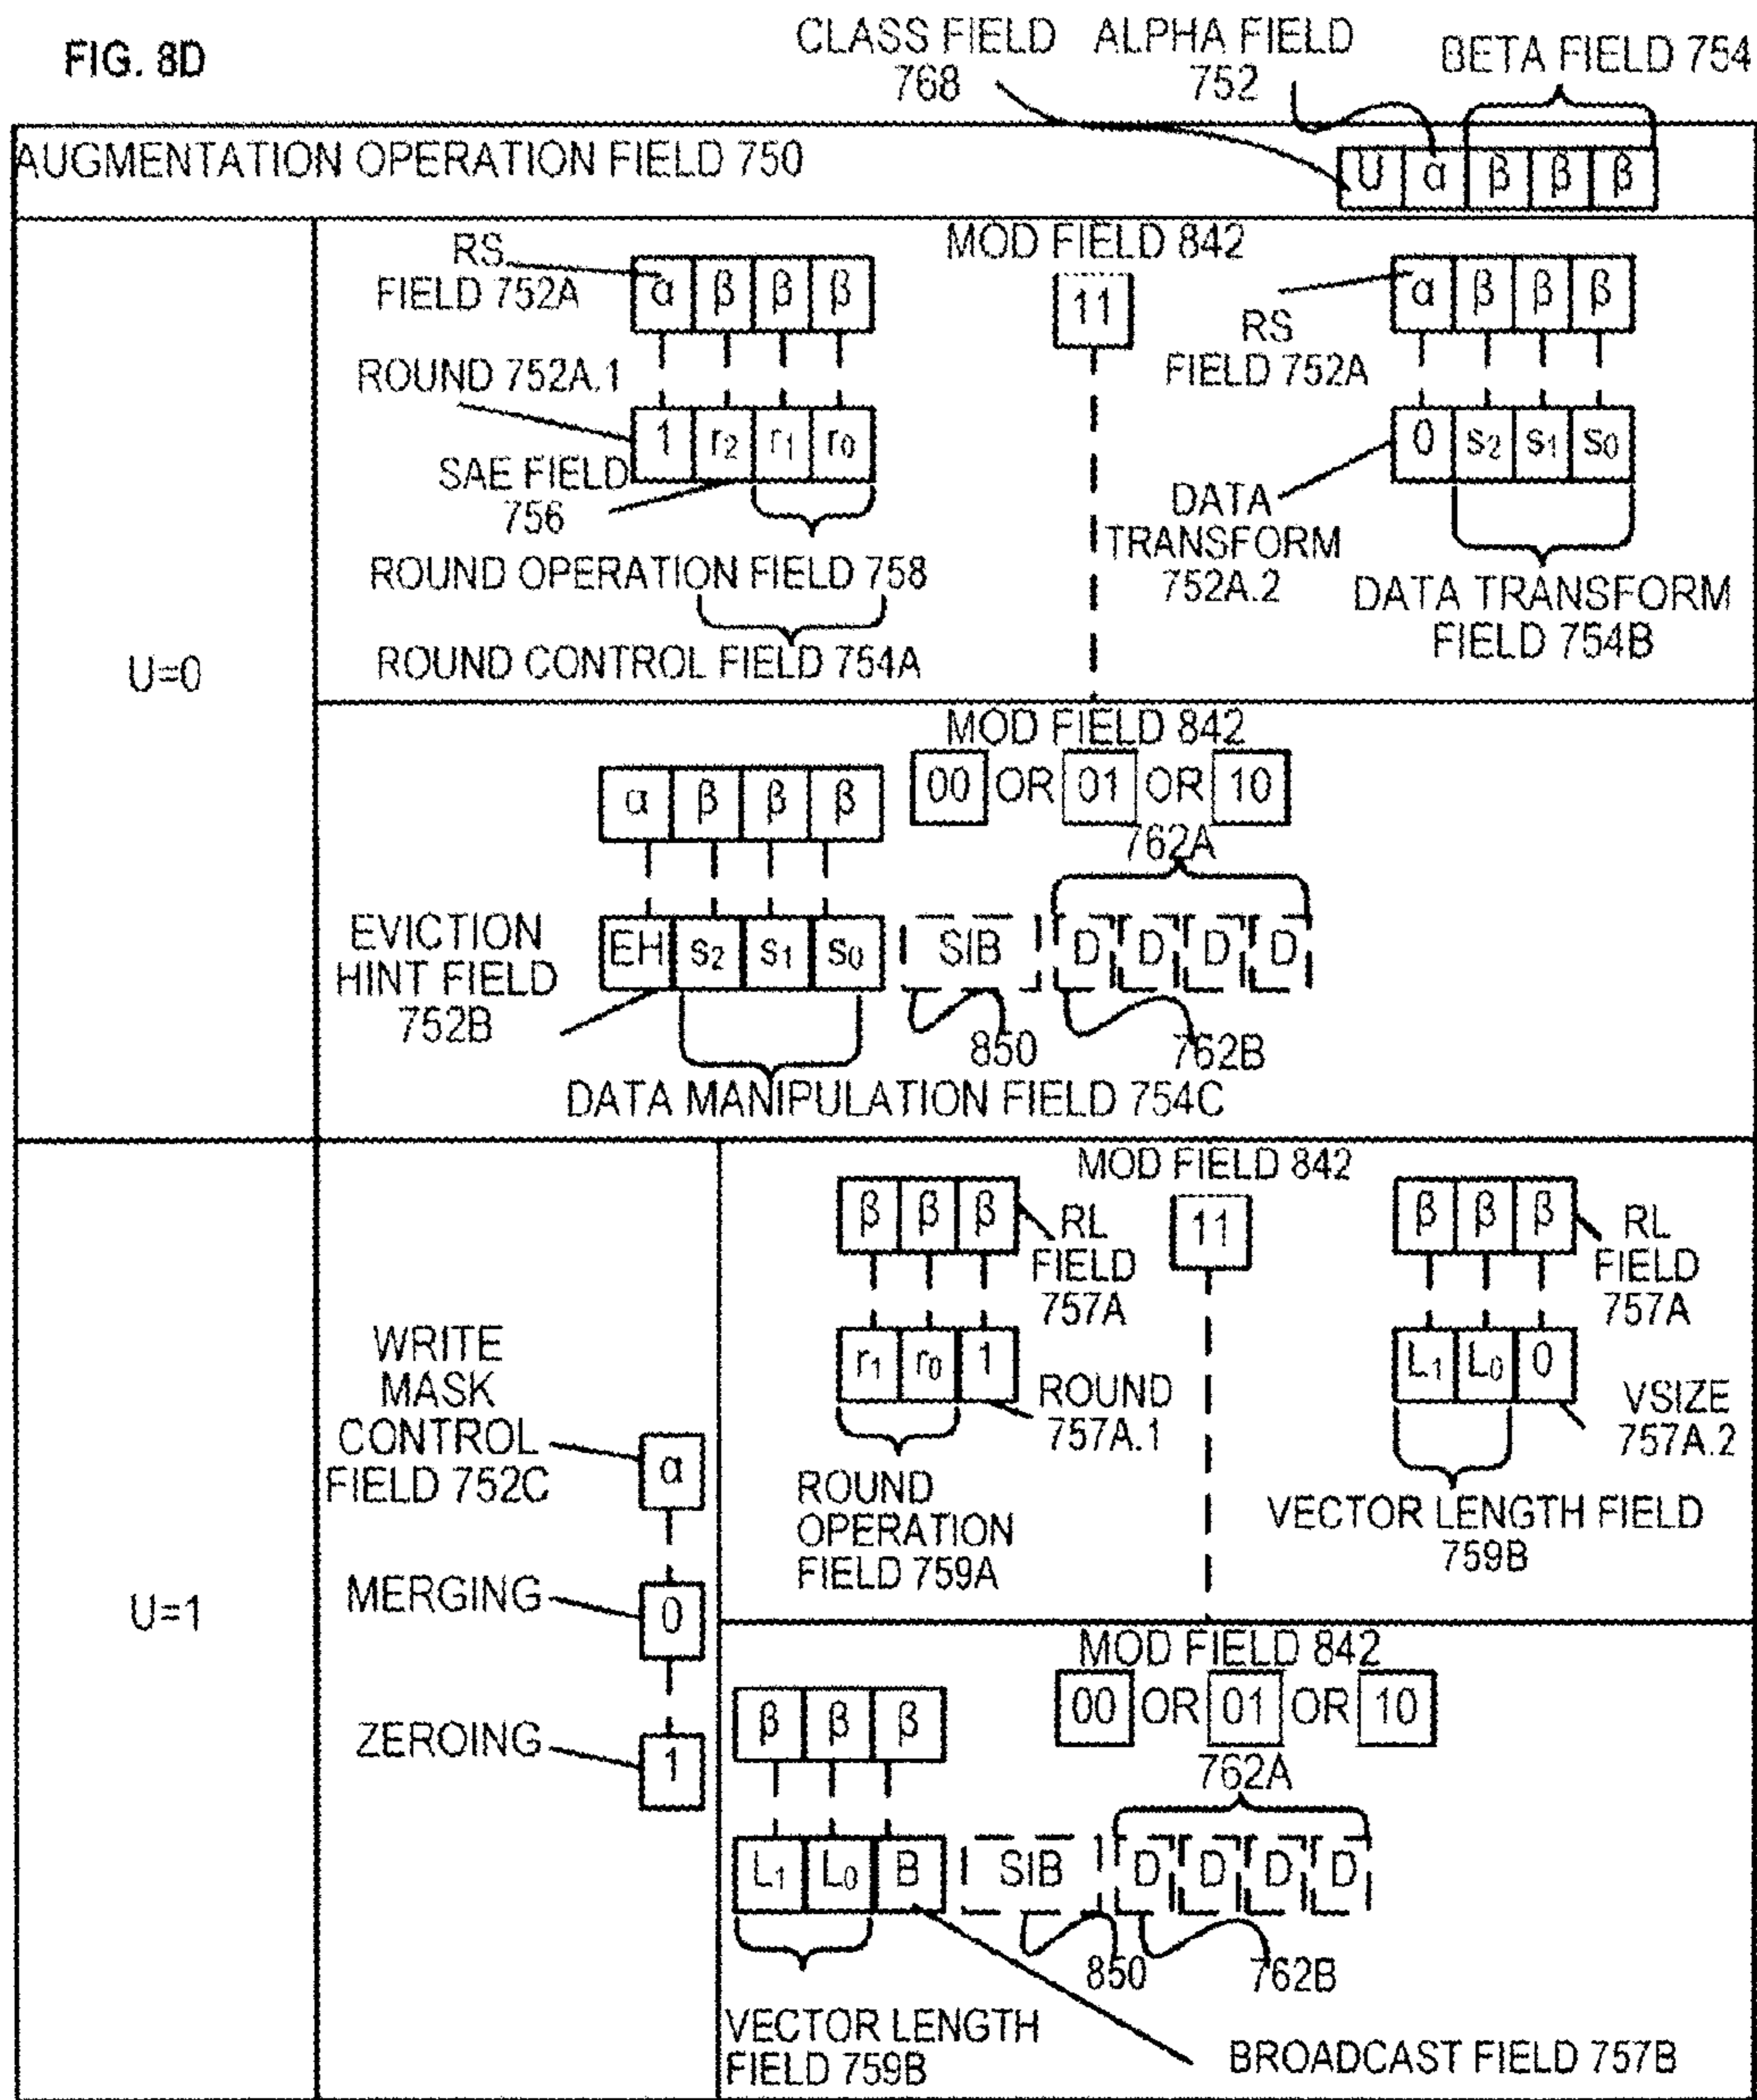 FIG. 8D
CLASS FIELD
768
ALPHA FIELD
752
BETA FIELD 754
AUGMENTATION OPERATION FIELD 750
U α β β β
U=0
MOD FIELD 842
11
RS
FIELD 752A
α β β β
ROUND 752A.1
1 r2 r1 r0
SAE FIELD
756
ROUND OPERATION FIELD 758
ROUND CONTROL FIELD 754A
α β β β
RS
FIELD 752A
0 s2 s1 s0
DATA
TRANSFORM
752A.2
DATA TRANSFORM
FIELD 754B
MOD FIELD 842
00 OR 01 OR 10
α β β β
762A
EVICTION
HINT FIELD
752B
EH s2 s1 s0 SIB D D D D
850
762B
DATA MANIPULATION FIELD 754C
U=1
WRITE
MASK
CONTROL
FIELD 752C
α
MERGING
0
ZEROING
1
MOD FIELD 842
11
β β β
RL
FIELD
757A
r1 r0 1
ROUND
757A.1
ROUND
OPERATION
FIELD 759A
β β β
RL
FIELD
757A
L1 L0 0
VSIZE
757A.2
VECTOR LENGTH FIELD
759B
MOD FIELD 842
00 OR 01 OR 10
β β β
762A
L1 L0 B SIB D D D D
850
762B
VECTOR LENGTH
FIELD 759B
BROADCAST FIELD 757B